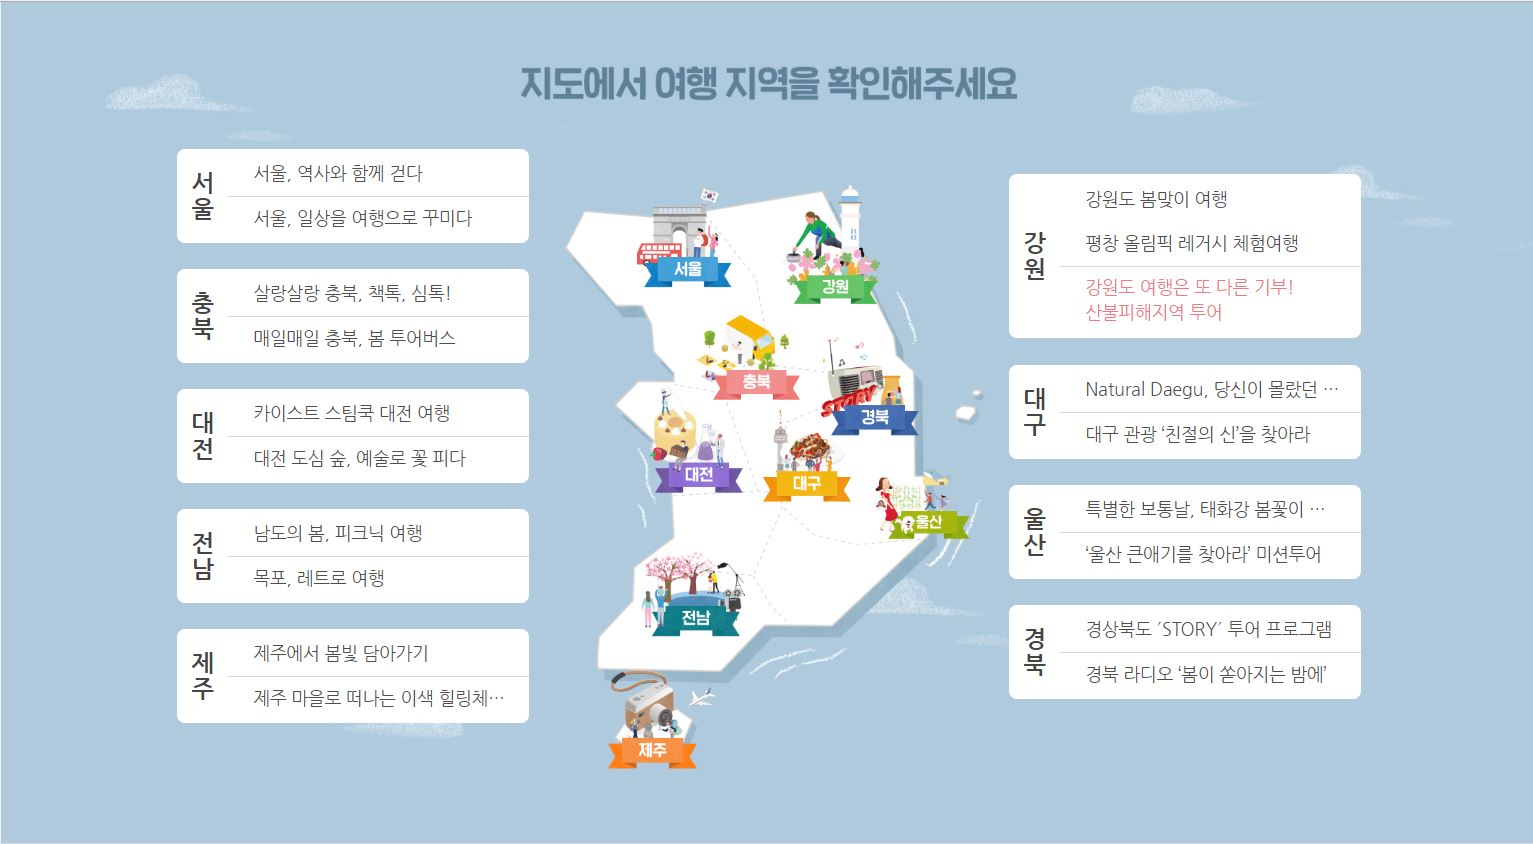 지도에서 여행 지역을 확인해주세요
서울
서울, 역사와 함께 걷다
서울, 일상을 여행으로 꾸미다
충북
살랑살랑 충북, 책톡, 심톡!
매일매일 충북, 봄 투어버스
대전
카이스트 스팀쿡 대전 여행
대전 도심 숲, 예술로 꽃 피다
전남
남도의 봄, 피크닉 여행
목포, 레트로 여행
제주
제주에서 봄빛 담아가기
제주 마을로 떠나는 이색 힐링체…
서울
강원
충북
STORY
경북
대전
대구
울산
전남
제주
강원
강원도 봄맞이 여행
평창 올림픽 레거시 체험여행
강원도 여행은 또 다른 기부!
산불피해지역 투어
대구
Natural Daegu, 당신이 몰랐던 …
대구 관광 ‘친절의 신’을 찾아라
울산
특별한 보통날, 태화강 봄꽃이 …
‘울산 큰애기를 찾아라’ 미션투어
경북
경상북도 ´STORY´ 투어 프로그램
경북 라디오 ‘봄이 쏟아지는 밤에’